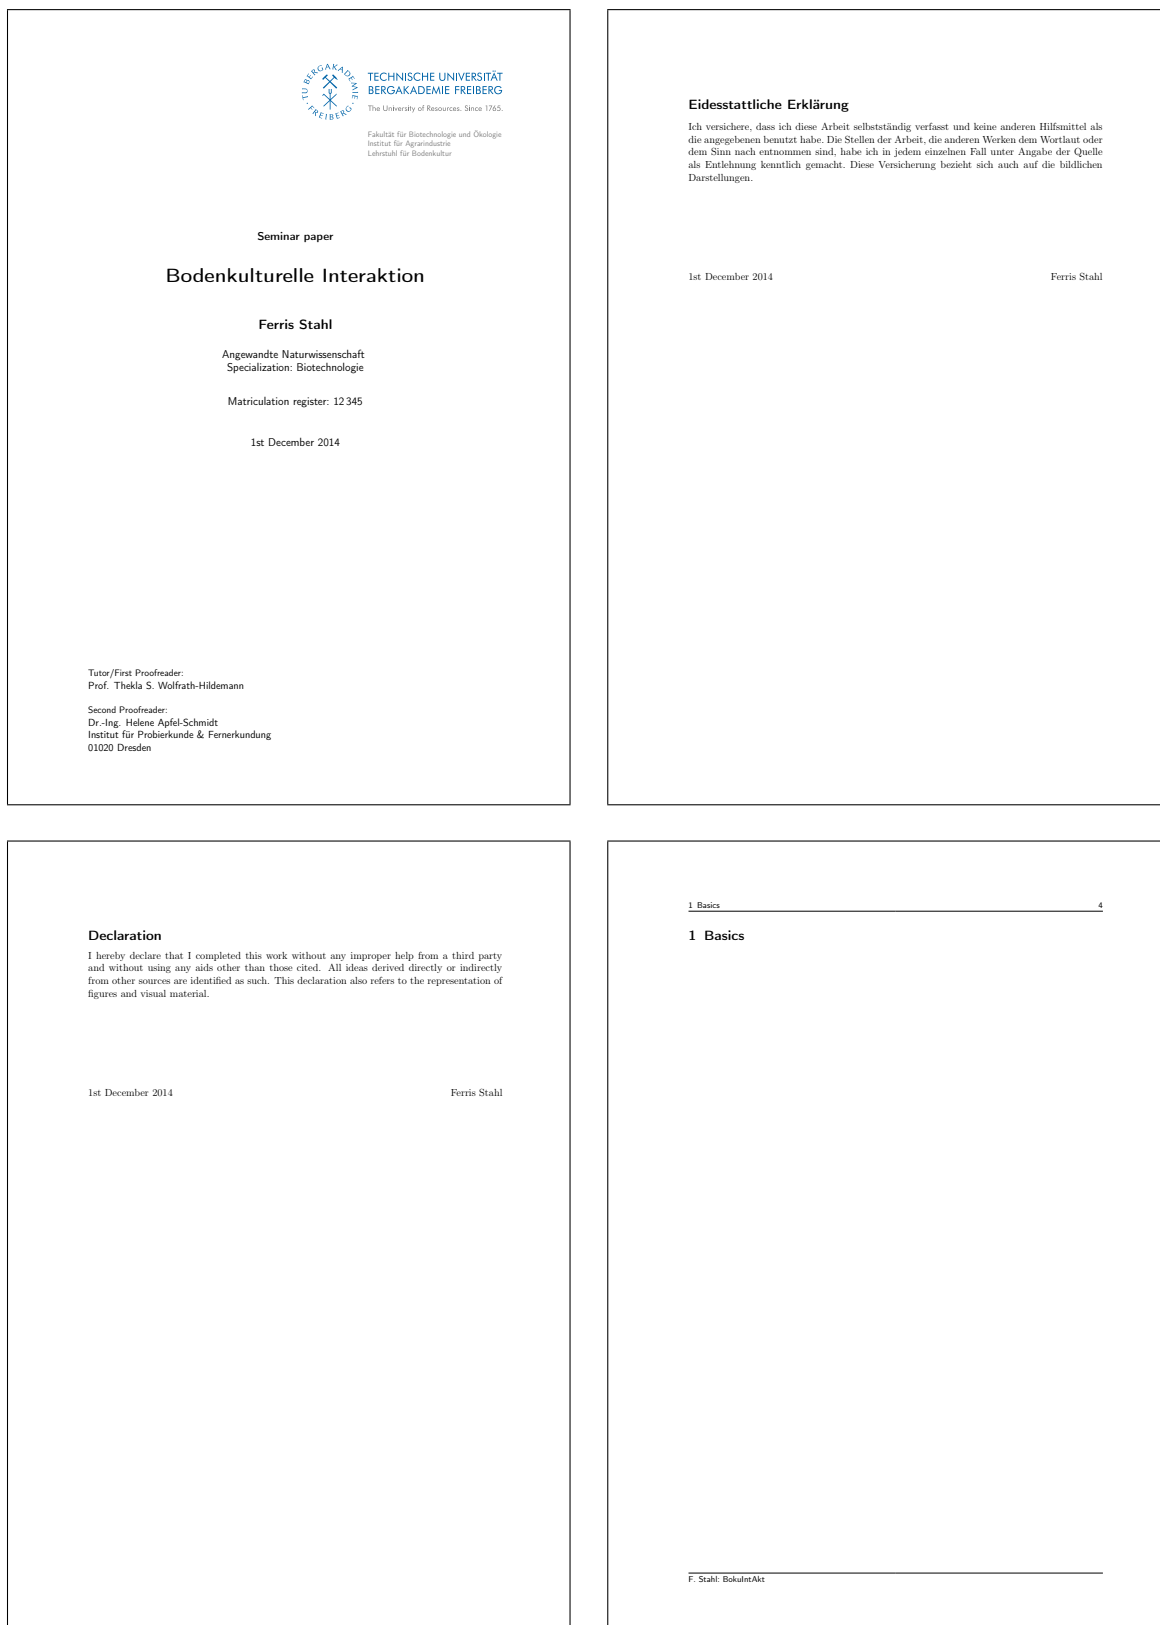 TU BERGAKADEMIE
FREIBERG
TECHNISCHE UNIVERSITÄT
BERGAKADEMIE FREIBERG
The University of Resources. Since 1765.
Fakultät für Biotechnologie und Ökologie
Institut für Agrarindustrie
Lehrstuhl für Bodenkultur
Seminar paper
Bodenkulturelle Interaktion
Ferris Stahl
Angewandte Naturwissenschaft
Specialization: Biotechnologie
Matriculation register: 12 345
1st December 2014
Tutor/First Proofreader:
Prof. Thekla S. Wolfrath-Hildemann
Second Proofreader:
Dr.-Ing. Helene Apfel-Schmidt
Institut für Probierkunde & Fernerkundung
01020 Dresden
Eidesstattliche Erklärung
Ich versichere, dass ich diese Arbeit selbstständig verfasst und keine anderen Hilfsmittel als
die angegebenen benutzt habe. Die Stellen der Arbeit, die anderen Werken dem Wortlaut oder
dem Sinn nach entnommen sind, habe ich in jedem einzelnen Fall unter Angabe der Quelle
als Entlehnung kenntlich gemacht. Diese Versicherung bezieht sich auch auf die bildlichen
Darstellungen.
1st December 2014 Ferris Stahl
Declaration
I hereby declare that I completed this work without any improper help from a third party
and without using any aids other than those cited. All ideas derived directly or indirectly
from other sources are identified as such. This declaration also refers to the representation of
figures and visual material.
1st December 2014 Ferris Stahl
1 Basics 4
1 Basics
F. Stahl: BokuIntAkt